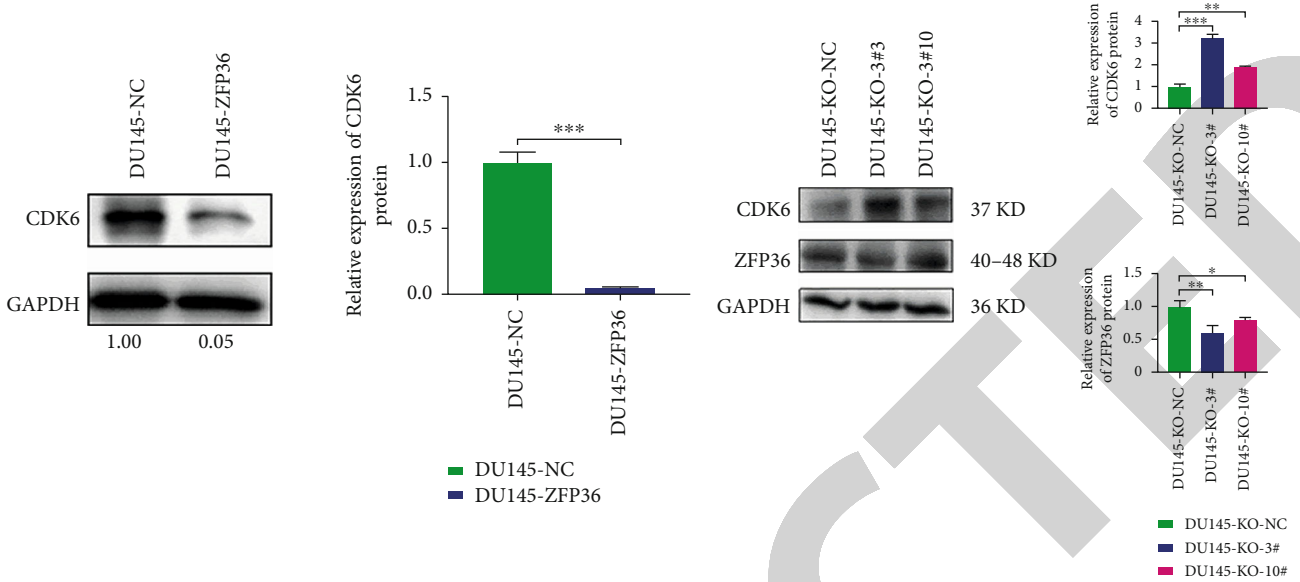 DU145-NC
DU145-ZFP36
CDK6
GAPDH
1.00 0.05
Relative expression of CDK6
protein
1.5
1.0
0.5
0.0
***
DU145-NC
DU145-ZFP36
DU145-NC
DU145-ZFP36
DU145-KO-NC
DU145-KO-3#3
DU145-KO-3#10
CDK6 37 KD
ZFP36 40–48 KD
GAPDH 36 KD
Relative expression
of CDK6 protein
4
3
2
1
0
**
***
DU145-KO-NC
DU145-KO-3#
DU145-KO-10#
Relative expression
of ZFP36 protein
1.5
1.0
0.5
0
*
**
DU145-KO-NC
DU145-KO-3#
DU145-KO-10#
DU145-KO-NC
DU145-KO-3#
DU145-KO-10#
CTED